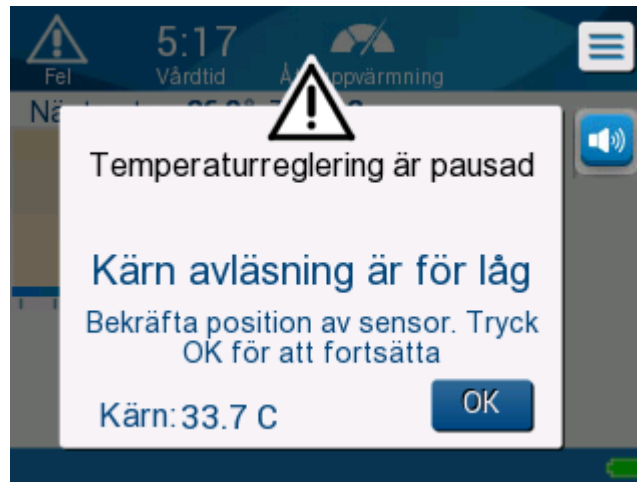 5:17
Fel
Vårdtid
Nä
Temperaturreglering är pausad
Kärn avläsning är för låg
Bekräfta position av sensor. Tryck
OK för att fortsätta
Kärn: 33.7 C
OK